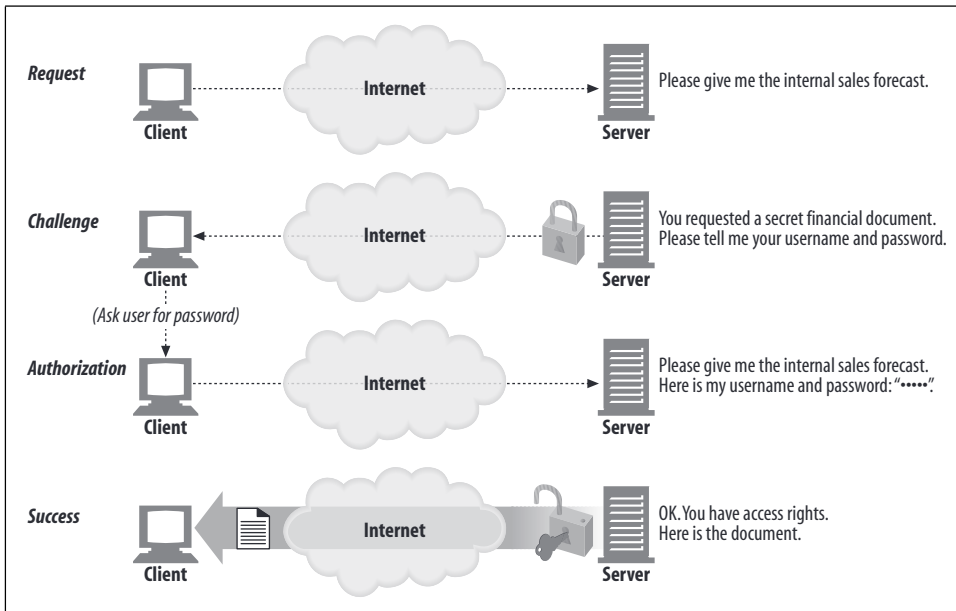 Request
Internet
Please give me the internal sales forecast.
Client
Server
Challenge
Internet
You requested a secret financial document.
Please tell me your username and password.
Client
Server
(Ask user for password)
Authorization
Internet
Please give me the internal sales forecast.
Here is my username and password: “•••••”.
Client
Server
Success
Internet
OK. You have access rights.
Here is the document.
Client
Server